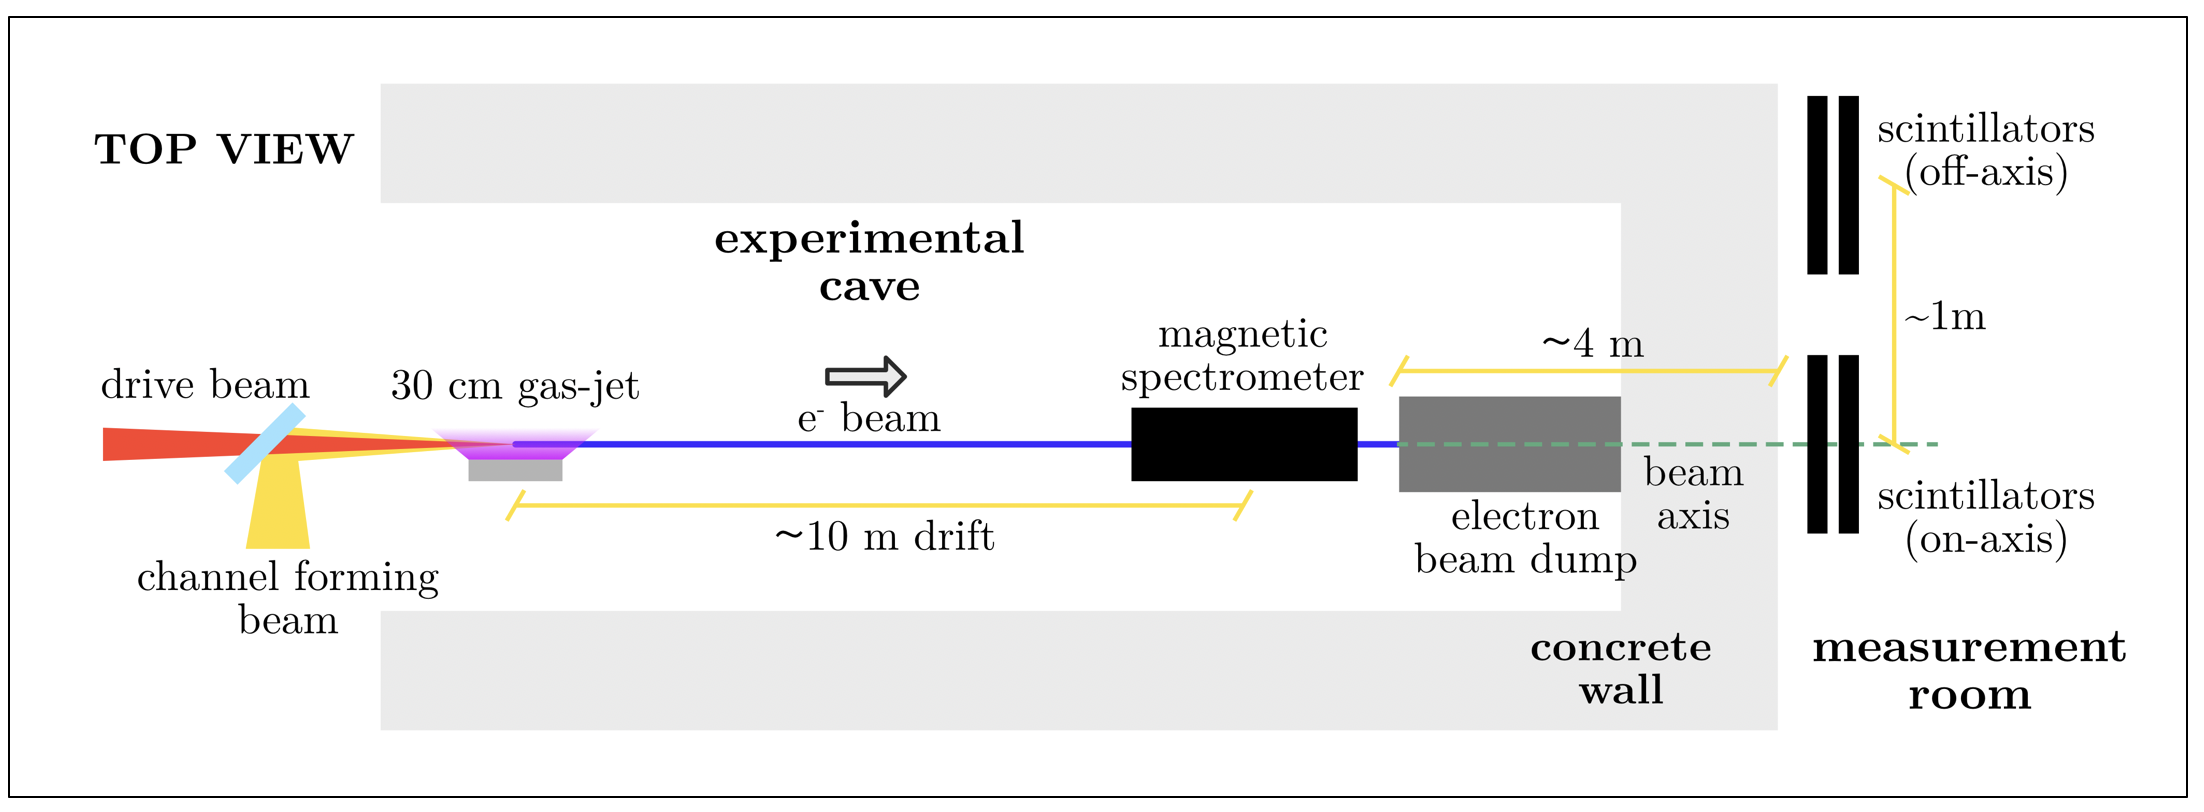 TOP VIEW
scintillators
(off-axis)
experimental
cave
~1m
magnetic
spectrometer
~4 m
drive beam
30 cm gas-jet
e- beam
beam
axis
scintillators
(on-axis)
electron
beam dump
~10 m drift
channel forming
beam
concrete
wall
measurement
room